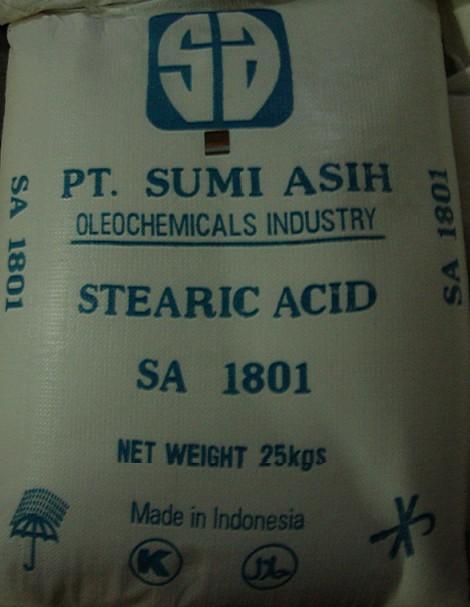 SA
PT. SUMI ASIH
OLEOCHEMICALS INDUSTRY
STEARIC ACID
SA 1801
NET WEIGHT 25kgs
Made in Indonesia
K
SA 1801
SA 1801